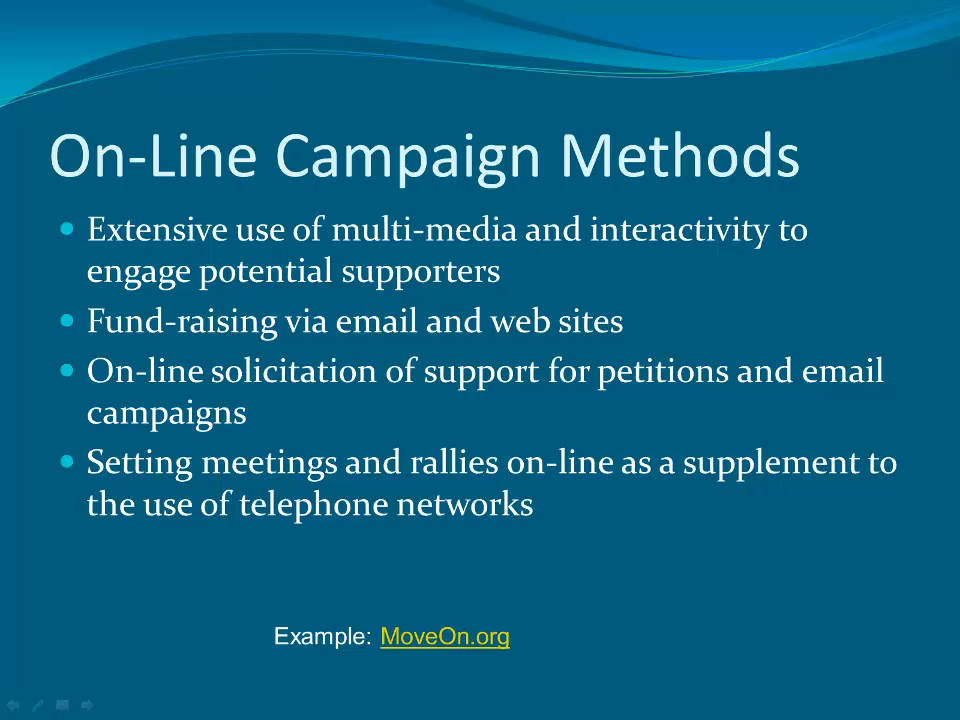 On-Line Campaign Methods
Extensive use of multi-media and interactivity to
engage potential supporters
Fund-raising via email and web sites
On-line solicitation of support for petitions and email
campaigns
Setting meetings and rallies on-line as a supplement to
the use of telephone networks
Example: MoveOn.org